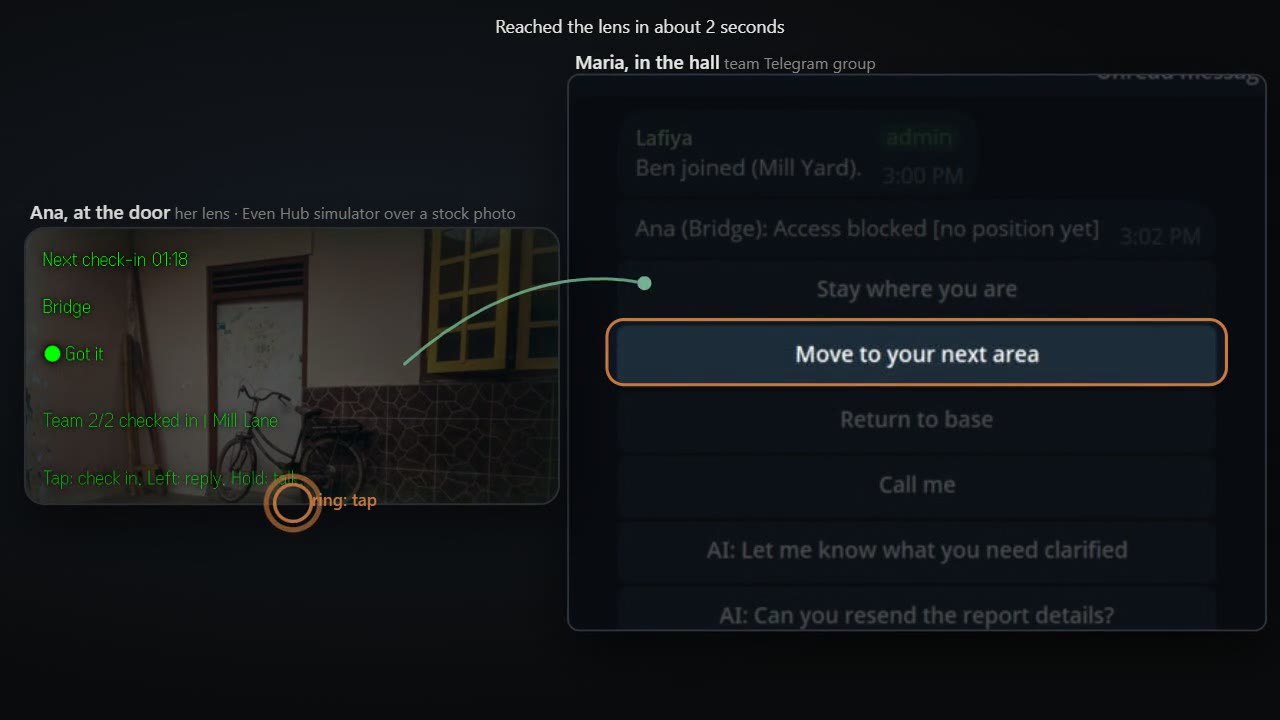 Reached the lens in about 2 seconds
Maria, in the hall team Telegram group
Lafiya admin
Ben joined (Mill Yard). 3:00 PM
Ana (Bridge): Access blocked [no position yet] 3:02 PM
Stay where you are
Move to your next area
Return to base
Call me
AI: Let me know what you need clarified
AI: Can you resend the report details?
Ana, at the door her lens · Even Hub simulator over a stock photo
Next check-in 01:18
Bridge
Got it
Team 2/2 checked in | Mill Lane
Tap: check in, Left: reply, Hold:
ring: tap